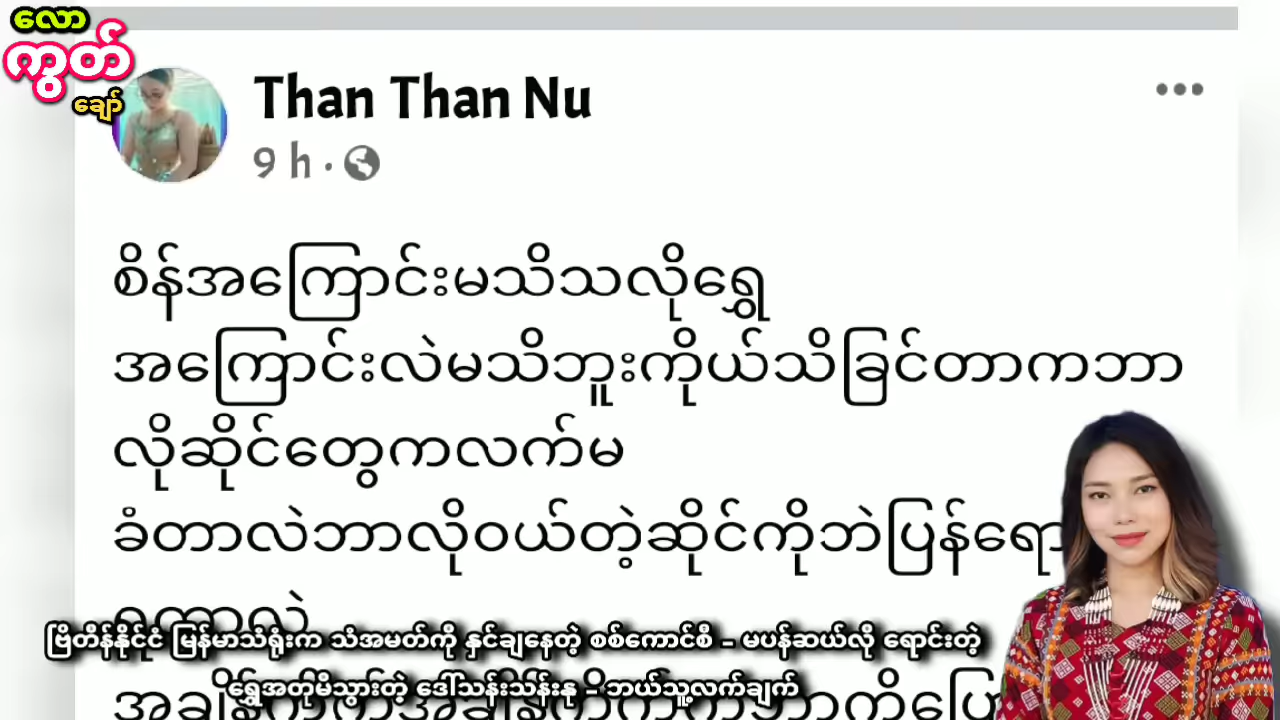 လော
ကွတ်
ချော်
Than Than Nu
9 h ·
စိန်အကြောင်းမသိသလိုရွှေ
အကြောင်းလဲမသိဘူးကိုယ်သိခြင်တာကဘာ
လိုဆိုင်တွေကလက်မ
ခံတာလဲဘာလိုဝယ်တဲ့ဆိုင်ကိုဘဲပြန်ရော
ဗြိတိန်နိုင်ငံ မြန်မာသံရုံးက သံအမတ်ကို နှင်ချနေတဲ့ စစ်ကောင်စီ - မပန်ဆယ်လို ရောင်းတဲ့
ရွှေအတုမိသွားတဲ့ ဒေါ်သန်းသန်းနု - ဘယ်သူ့လက်ချက်